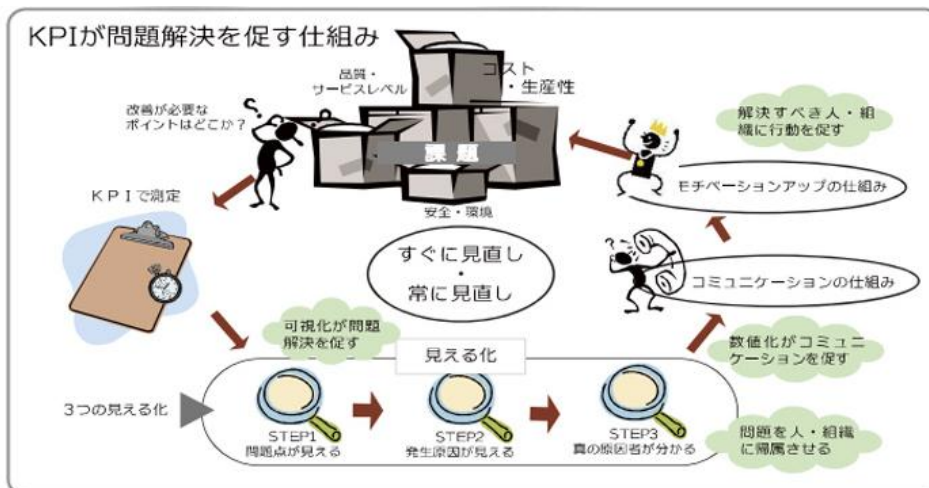 KPIが問題解決を促す仕組み
品質・
サービスレベル
コスト
・生産性
改善が必要な
ポイントはどこか？
課題
安全・環境
解決すべき人・組
織に行動を促す
モチベーションアップの仕組み
KPIで測定
すぐに見直し
・
常に見直し
コミュニケーションの仕組み
可視化が問題
解決を促す
見える化
数値化がコミュニ
ケーションを促す
3つの見える化
STEP1
問題点が見える
STEP2
発生原因が見える
STEP3
真の原因者が分かる
問題を人・組織
に帰属させる